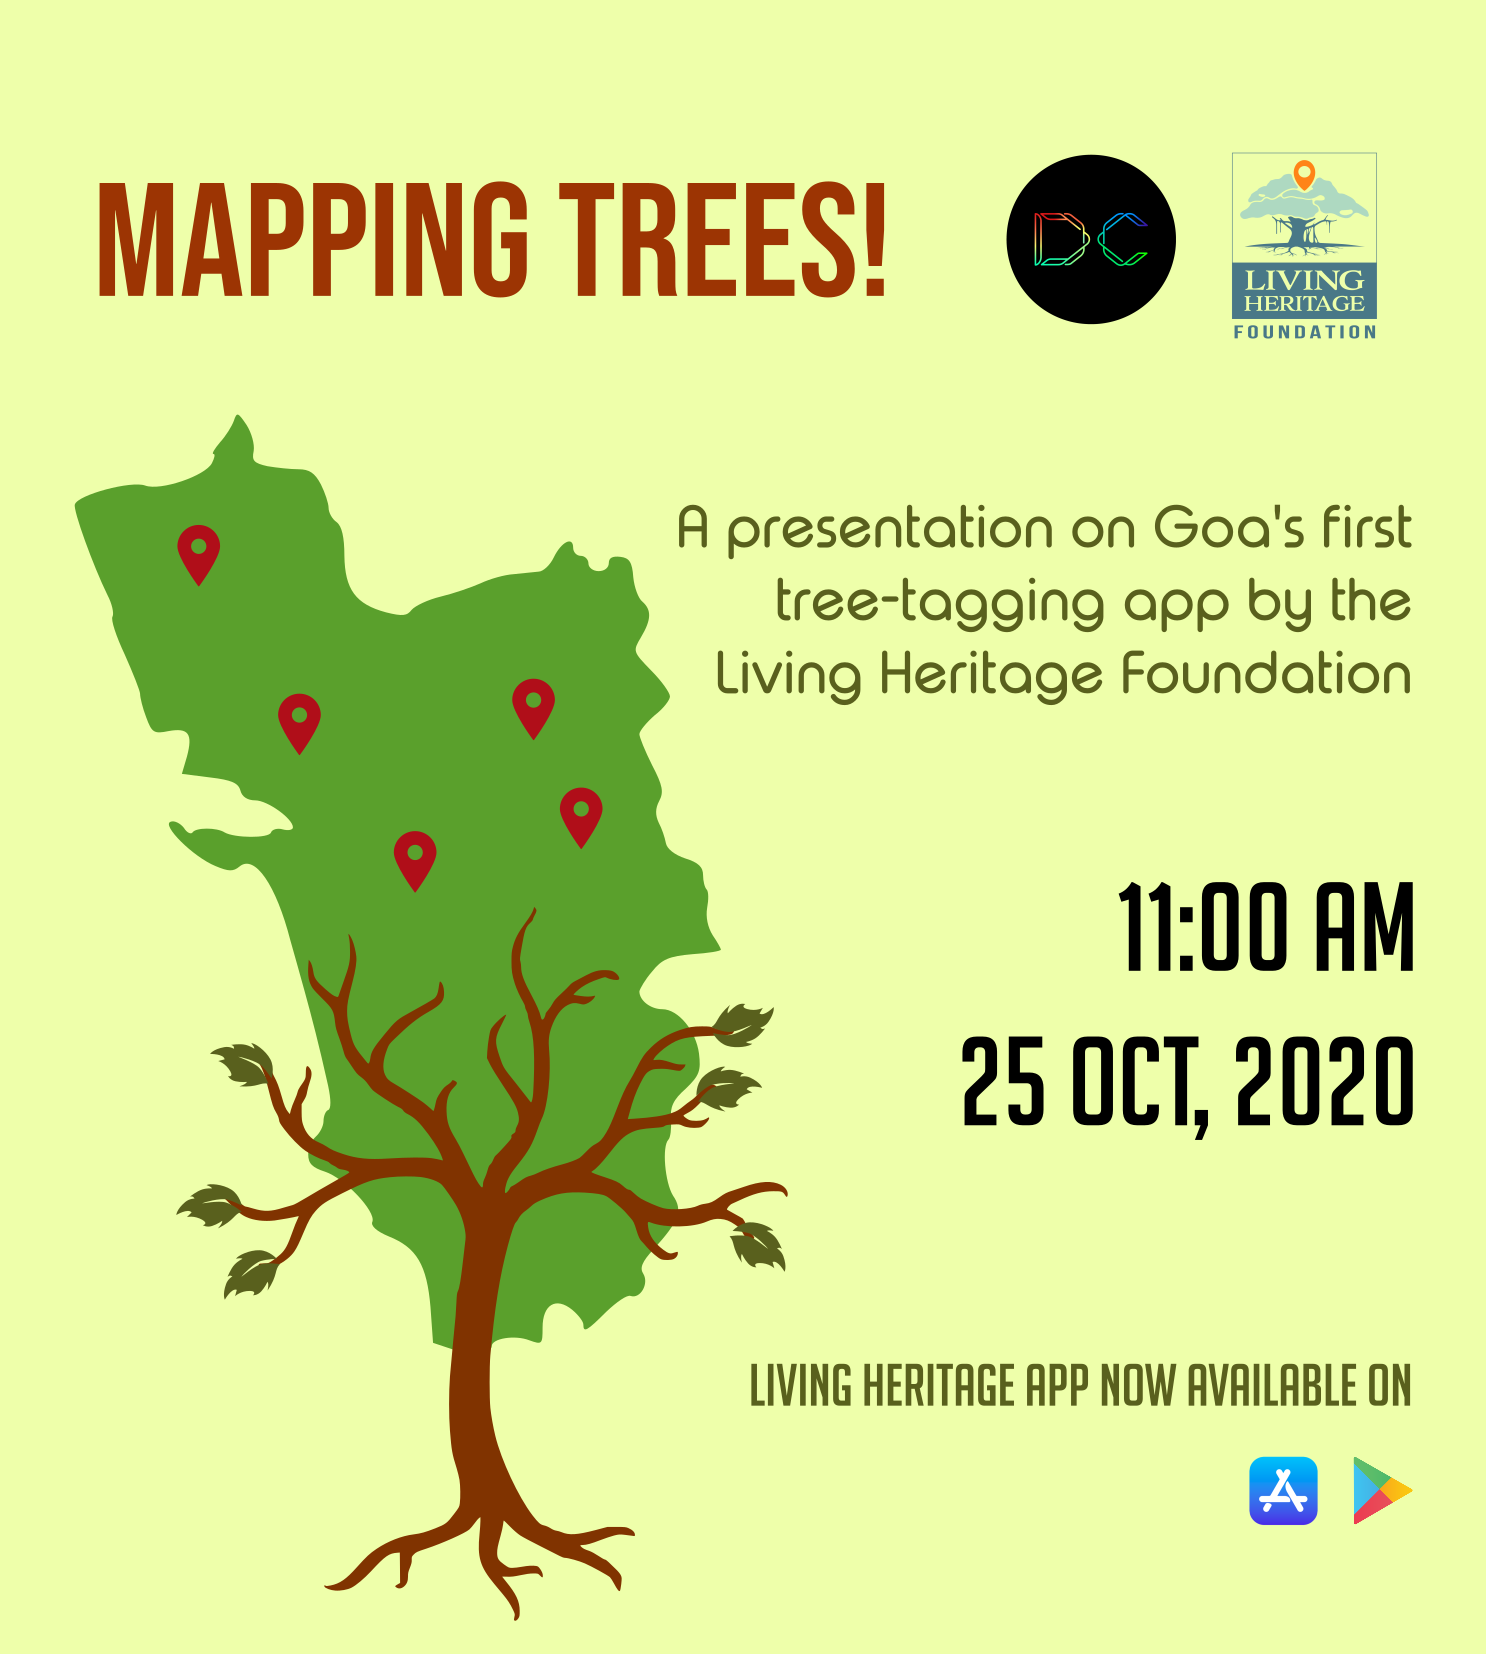 MAPPING TREES!
DC
LIVING
HERITAGE
FOUNDATION
A presentation on Goa's first
tree-tagging app by the
Living Heritage Foundation
11:00 AM
25 OCT, 2020
LIVING HERITAGE APP NOW AVAILABLE ON